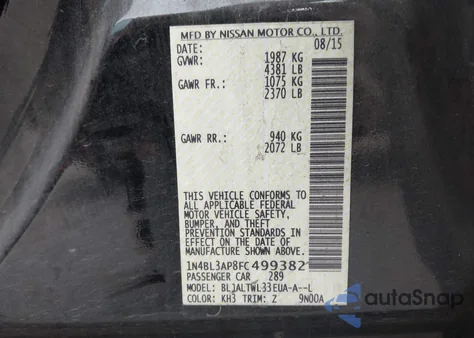 MFD BY NISSAN MOTOR CO., LTD.
DATE: 08/15
GVWR: 1987 KG
4381 LB
GAWR FR.: 1075 KG
2370 LB
GAWR RR.: 940 KG
2072 LB
THIS VEHICLE CONFORMS TO
ALL APPLICABLE FEDERAL
MOTOR VEHICLE SAFETY,
BUMPER, AND THEFT
PREVENTION STANDARDS IN
EFFECT ON THE DATE OF
MANUFACTURE SHOWN ABOVE.
1N4BL3AP8FC499382
PASSENGER CAR 289
MODEL: BLJALTWL33EUA-A--L
COLOR: KH3 TRIM: Z 9N00A
autoSnap